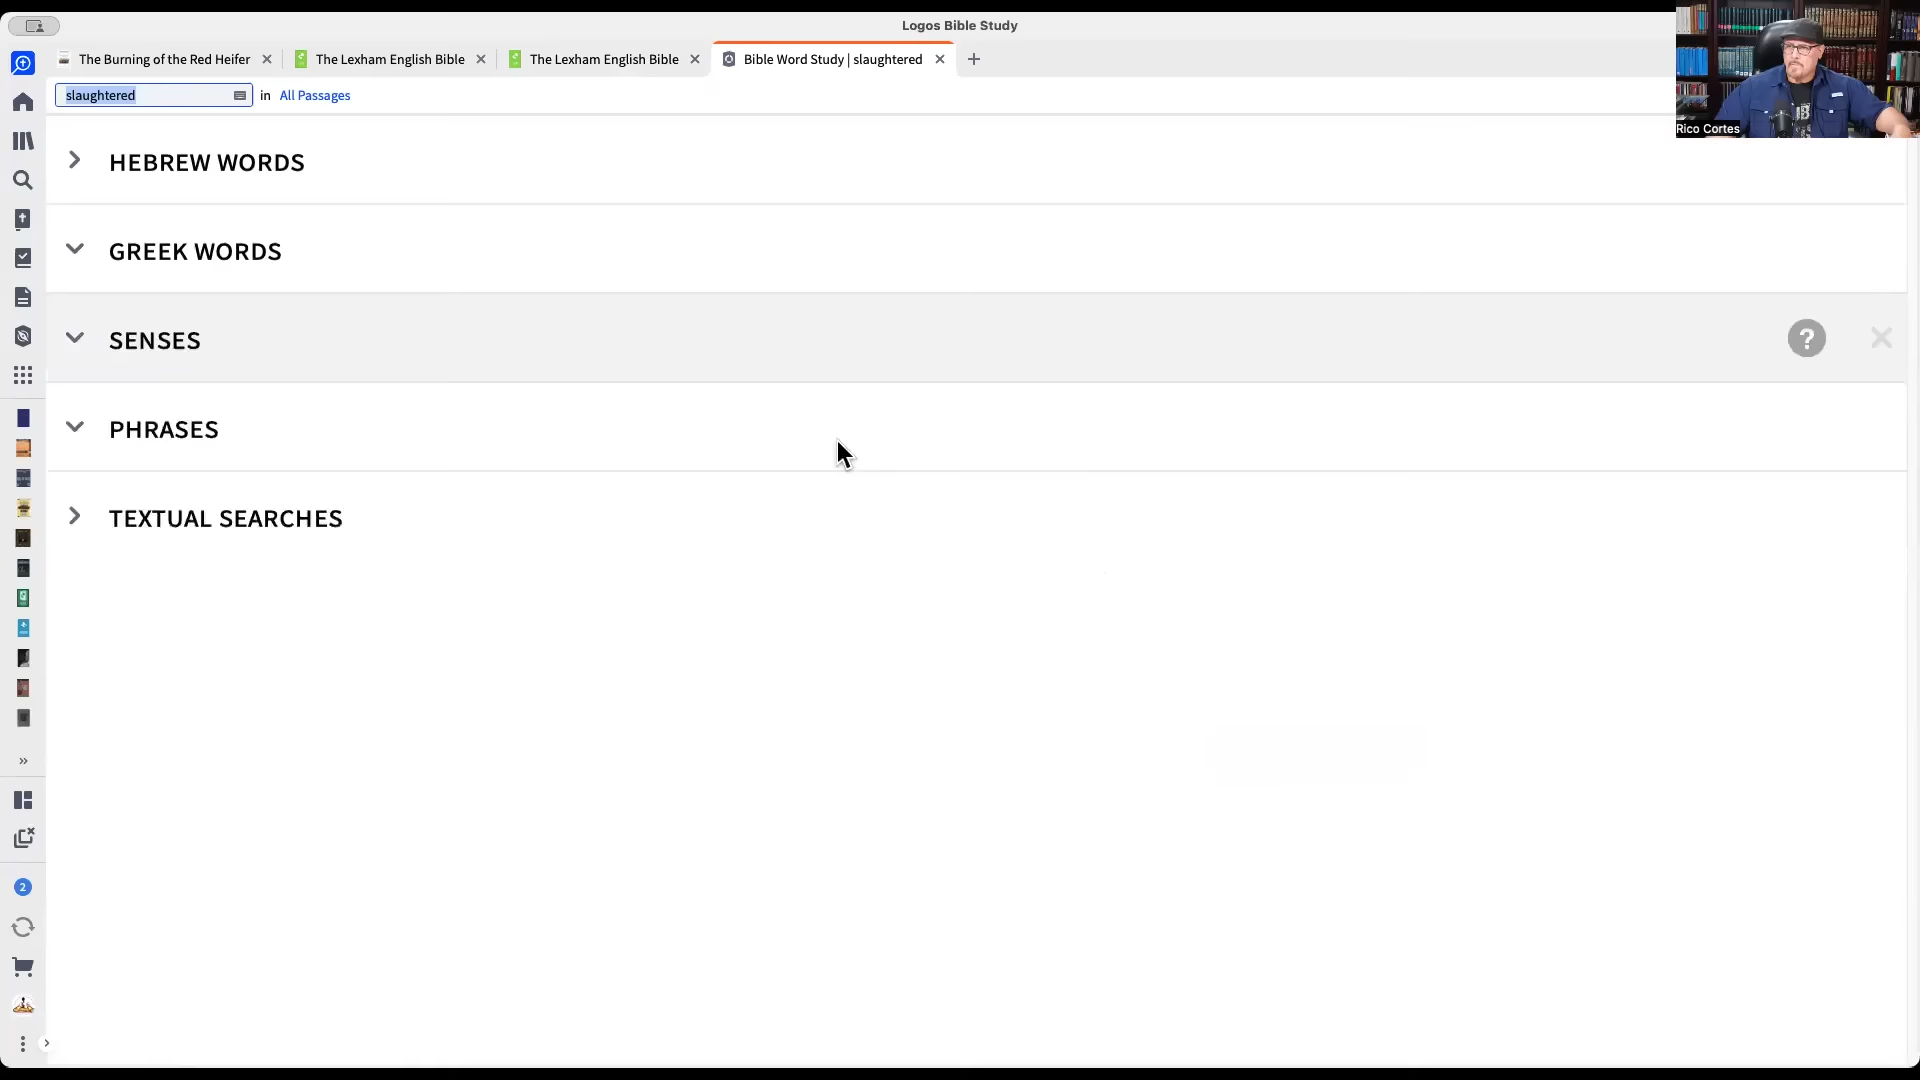 Logos Bible Study
The Burning of the Red Heifer
The Lexham English Bible
The Lexham English Bible
Bible Word Study | slaughtered
slaughtered in All Passages
Rico Cortes
HEBREW WORDS
GREEK WORDS
SENSES
?
PHRASES
TEXTUAL SEARCHES
2